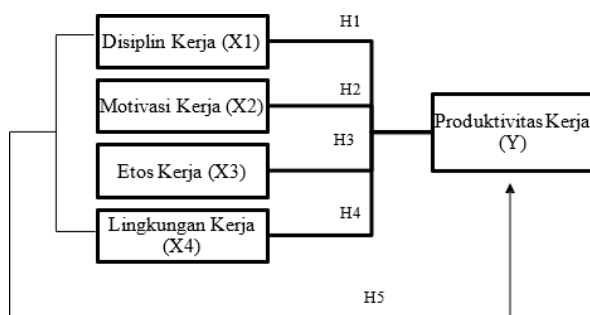 H1
Disiplin Kerja (X1)
H2
Motivasi Kerja (X2)
Produktivitas Kerja
(Y)
H3
Etos Kerja (X3)
H4
Lingkungan Kerja
(X4)
H5